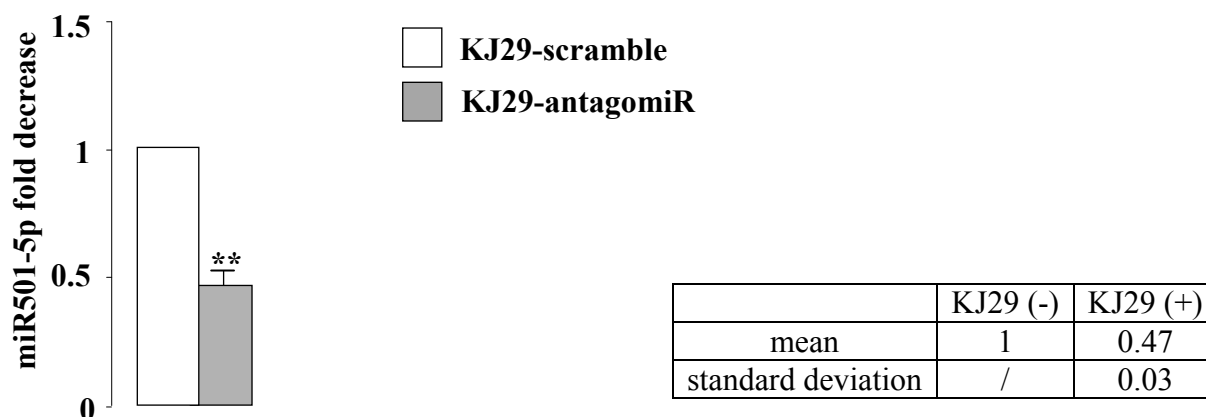 miR501-5p fold decrease
1.5
1
0.5
0
**
KJ29-scramble
KJ29-antagomiR
KJ29 (-) KJ29 (+)
mean 1 0.47
standard deviation / 0.03